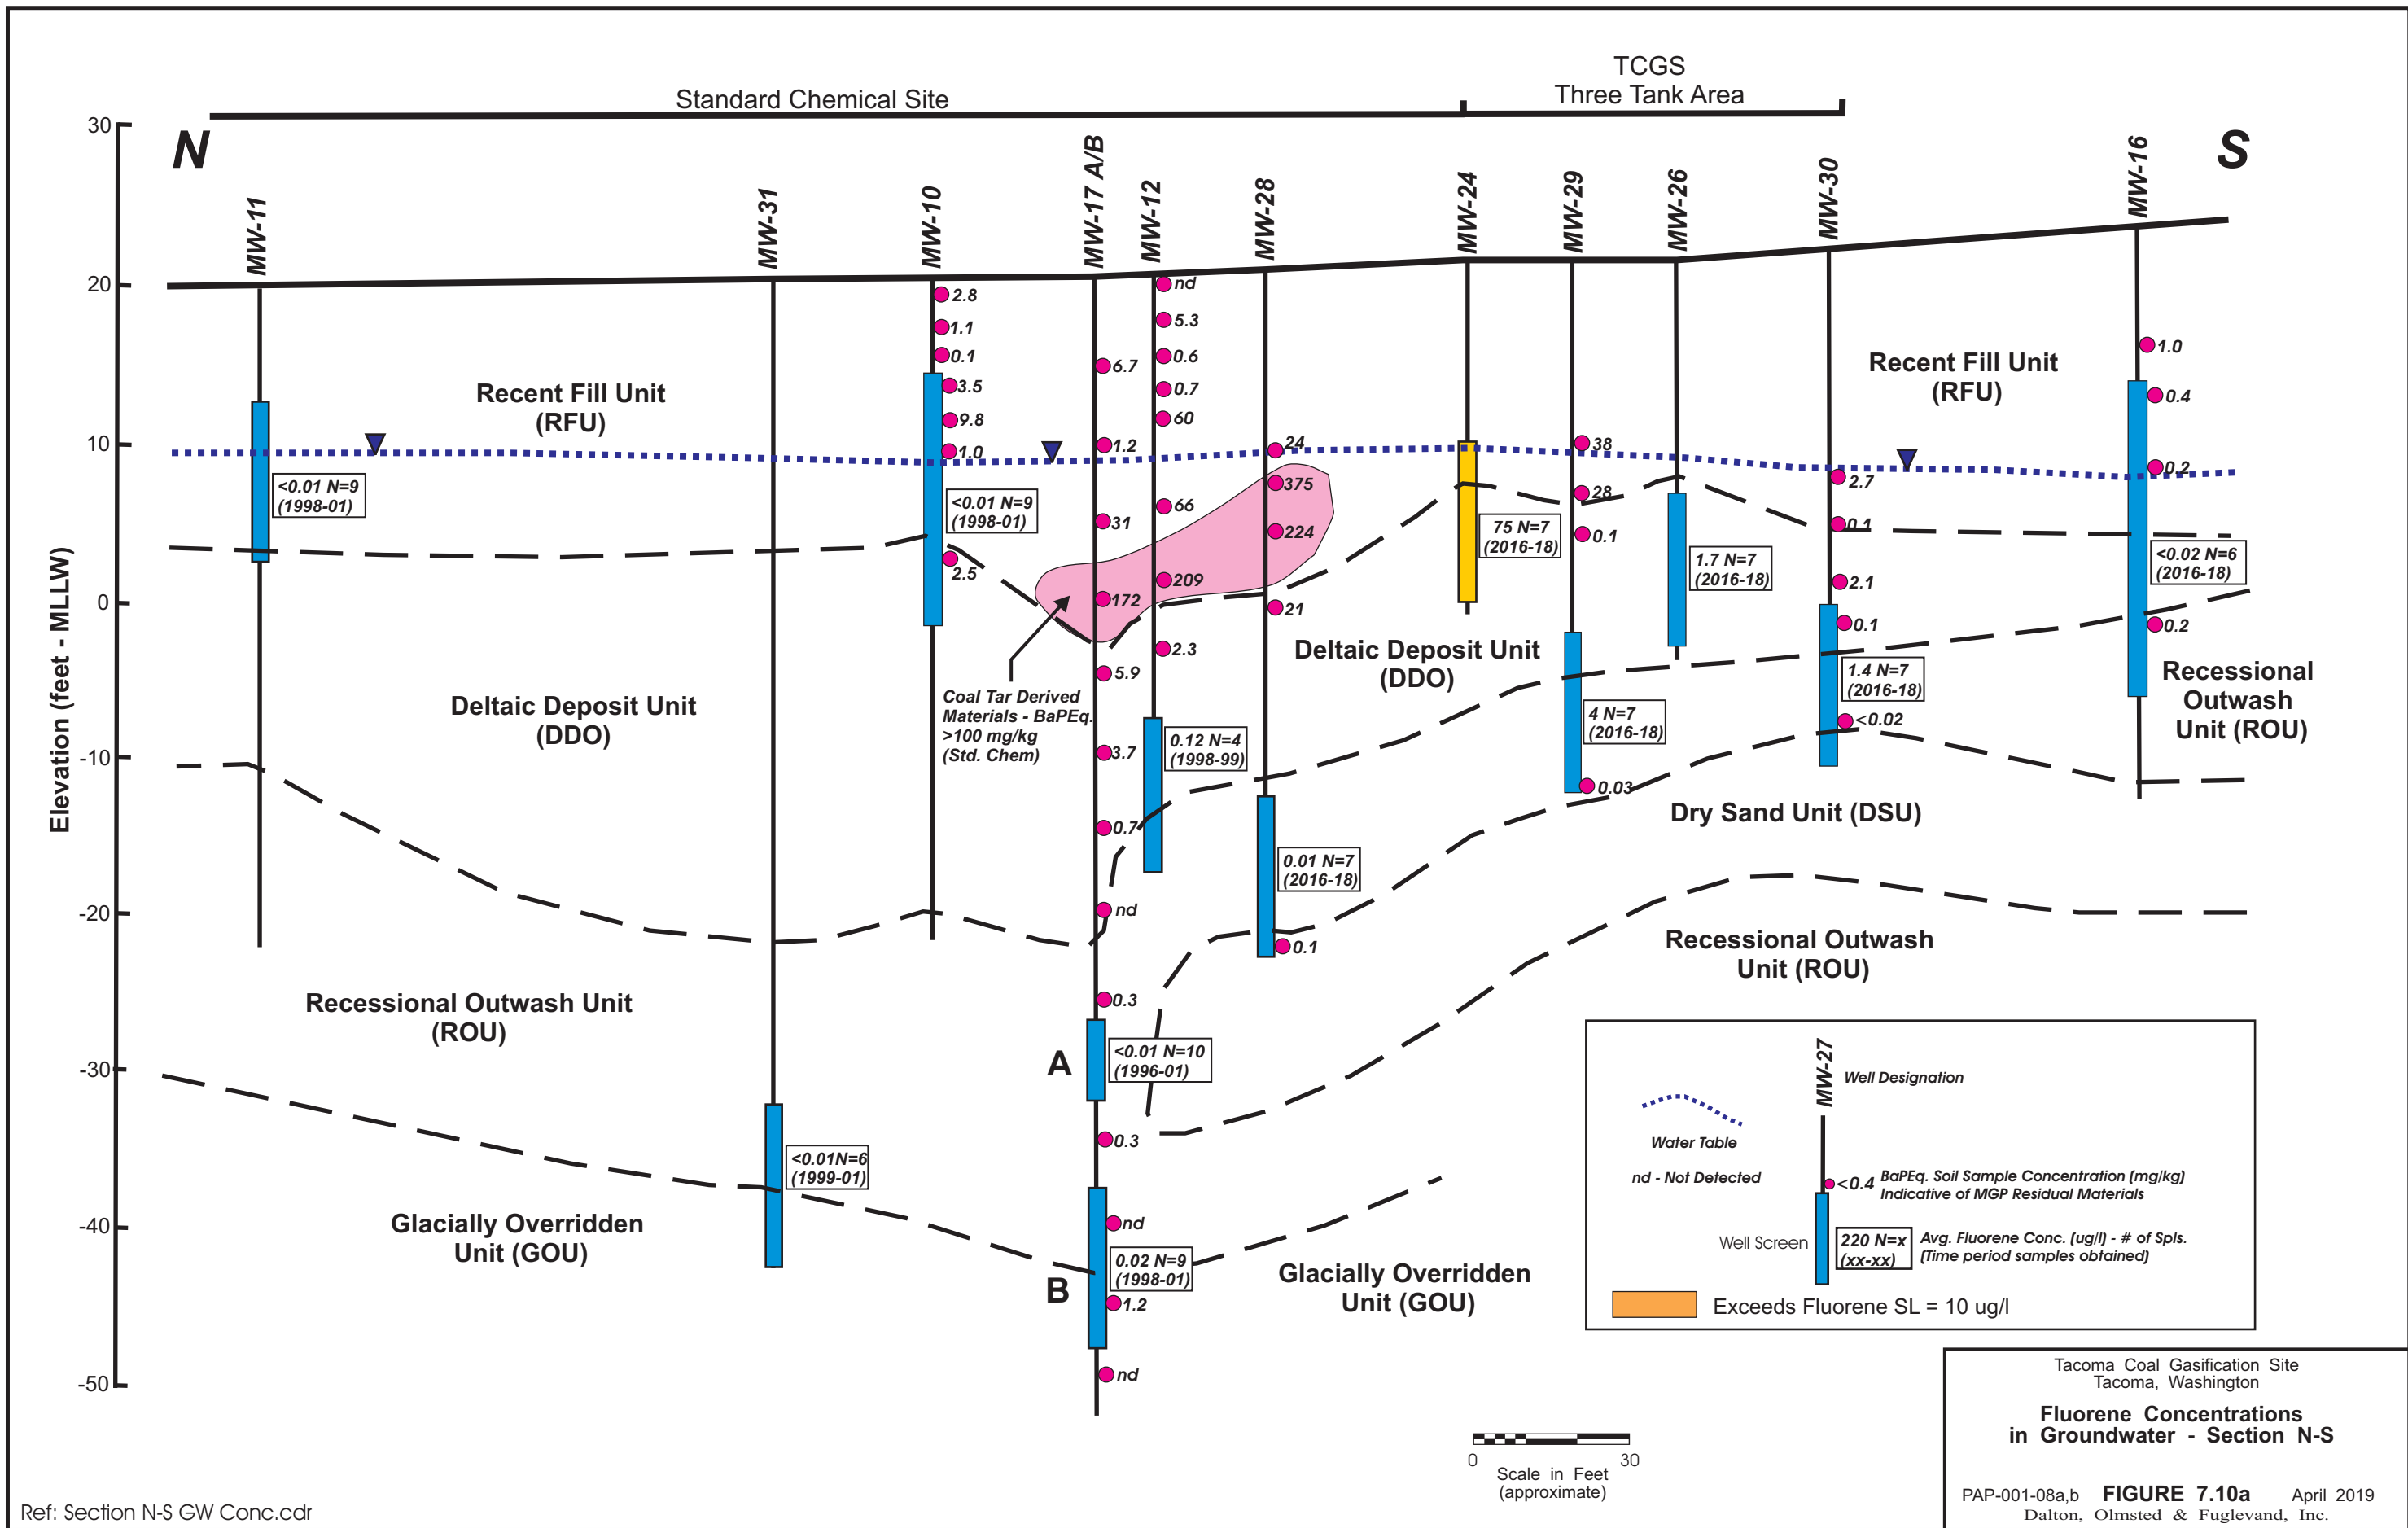 Standard Chemical Site
TCGS
Three Tank Area
N
S
MW-11
MW-31
MW-10
MW-17 A/B
MW-12
MW-28
MW-24
MW-29
MW-26
MW-30
MW-16
Elevation (feet - MLLW)
30
20
10
0
-10
-20
-30
-40
-50
Recent Fill Unit
(RFU)
Recent Fill Unit
(RFU)
<0.01 N=9
(1998-01)
2.8
1.1
0.1
3.5
9.8
1.0
<0.01 N=9
(1998-01)
2.5
6.7
1.2
31
172
5.9
3.7
0.7
nd
0.3
A
<0.01 N=10
(1996-01)
0.3
nd
0.02 N=9
(1998-01)
B
1.2
nd
nd
5.3
0.6
0.7
60
66
209
2.3
0.12 N=4
(1998-99)
24
375
224
21
0.01 N=7
(2016-18)
0.1
75 N=7
(2016-18)
38
28
0.1
4 N=7
(2016-18)
0.03
1.7 N=7
(2016-18)
2.7
0.1
2.1
0.1
1.4 N=7
(2016-18)
<0.02
1.0
0.4
0.2
<0.02 N=6
(2016-18)
0.2
<0.01N=6
(1999-01)
Coal Tar Derived
Materials - BaPEq.
>100 mg/kg
(Std. Chem)
Deltaic Deposit Unit
(DDO)
Deltaic Deposit Unit
(DDO)
Recessional
Outwash
Unit (ROU)
Dry Sand Unit (DSU)
Recessional Outwash
Unit (ROU)
Recessional Outwash Unit
(ROU)
Glacially Overridden
Unit (GOU)
Glacially Overridden
Unit (GOU)
MW-27
Well Designation
Water Table
nd - Not Detected
<0.4
BaPEq. Soil Sample Concentration (mg/kg)
Indicative of MGP Residual Materials
Well Screen
220 N=x
(xx-xx)
Avg. Fluorene Conc. (ug/l) - # of Spls.
(Time period samples obtained)
Exceeds Fluorene SL = 10 ug/l
0 30
Scale in Feet
(approximate)
Tacoma Coal Gasification Site
Tacoma, Washington
Fluorene Concentrations
in Groundwater - Section N-S
PAP-001-08a,b FIGURE 7.10a April 2019
Dalton, Olmsted & Fuglevand, Inc.
Ref: Section N-S GW Conc.cdr